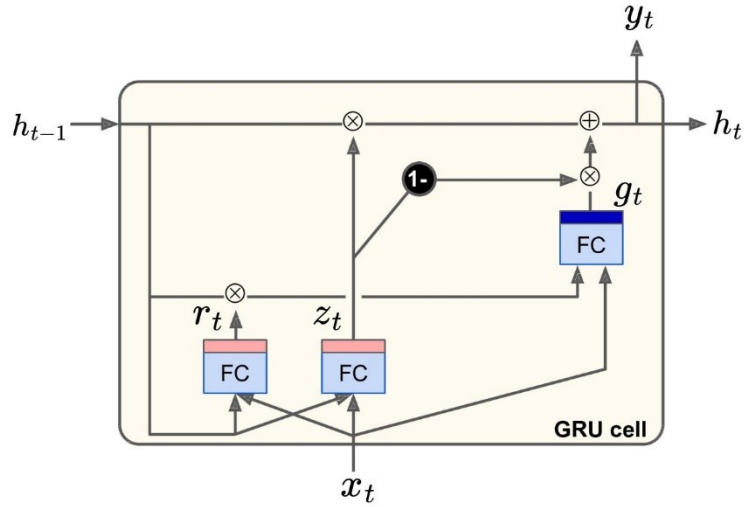 y_t
h_{t-1}
h_t
1-
g_t
FC
r_t
z_t
FC
FC
GRU cell
x_t